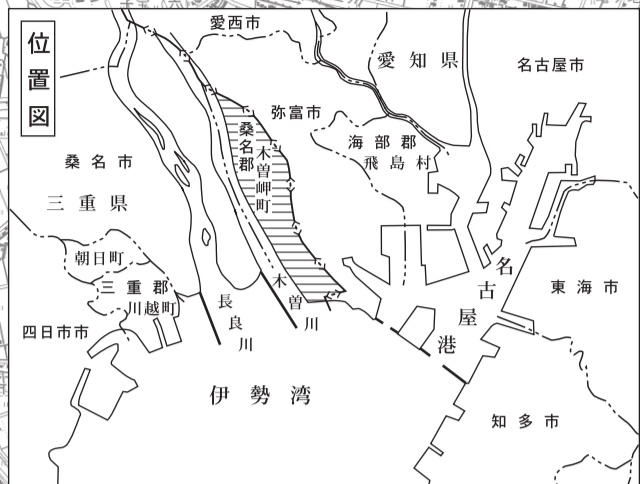 位置図
愛西市
愛知県
名古屋市
弥富市
桑名郡
木曽岬町
海部郡
飛島村
桑名市
三重県
朝日町
三重郡
川越町
四日市市
長良川
木曽川
名古屋港
東海市
伊勢湾
知多市